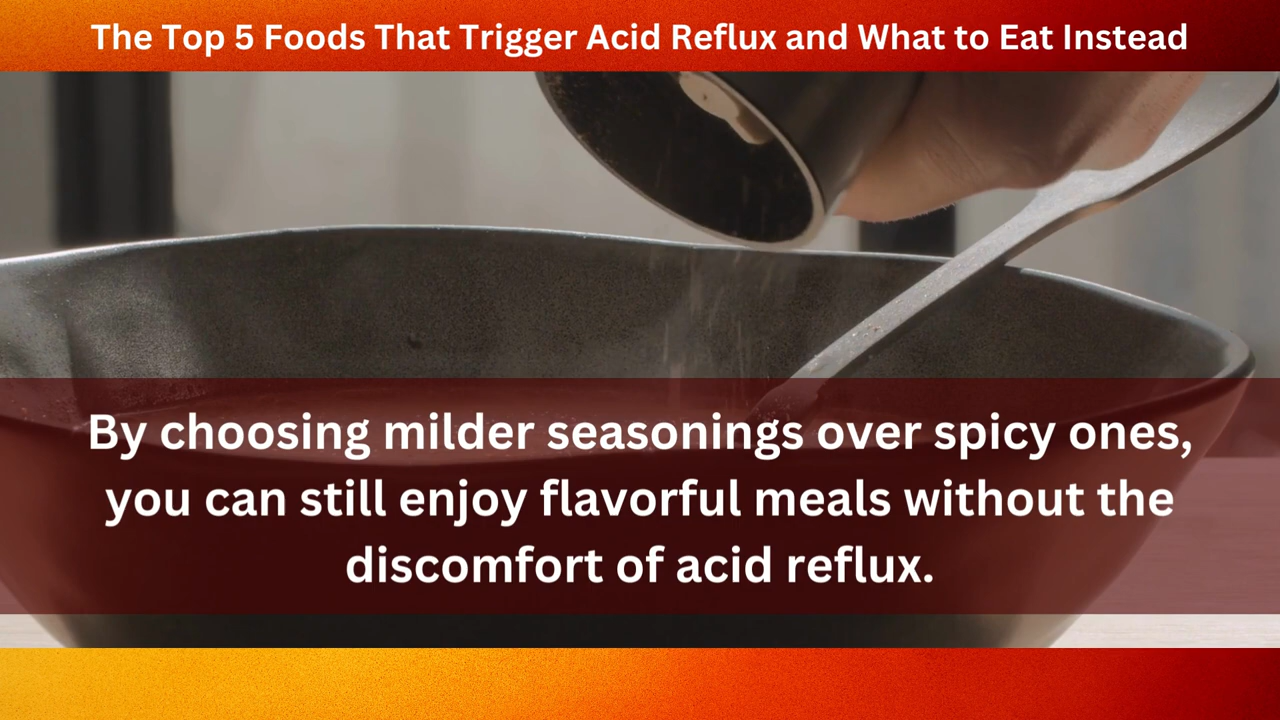 The Top 5 Foods That Trigger Acid Reflux and What to Eat Instead
By choosing milder seasonings over spicy ones,
you can still enjoy flavorful meals without the
discomfort of acid reflux.